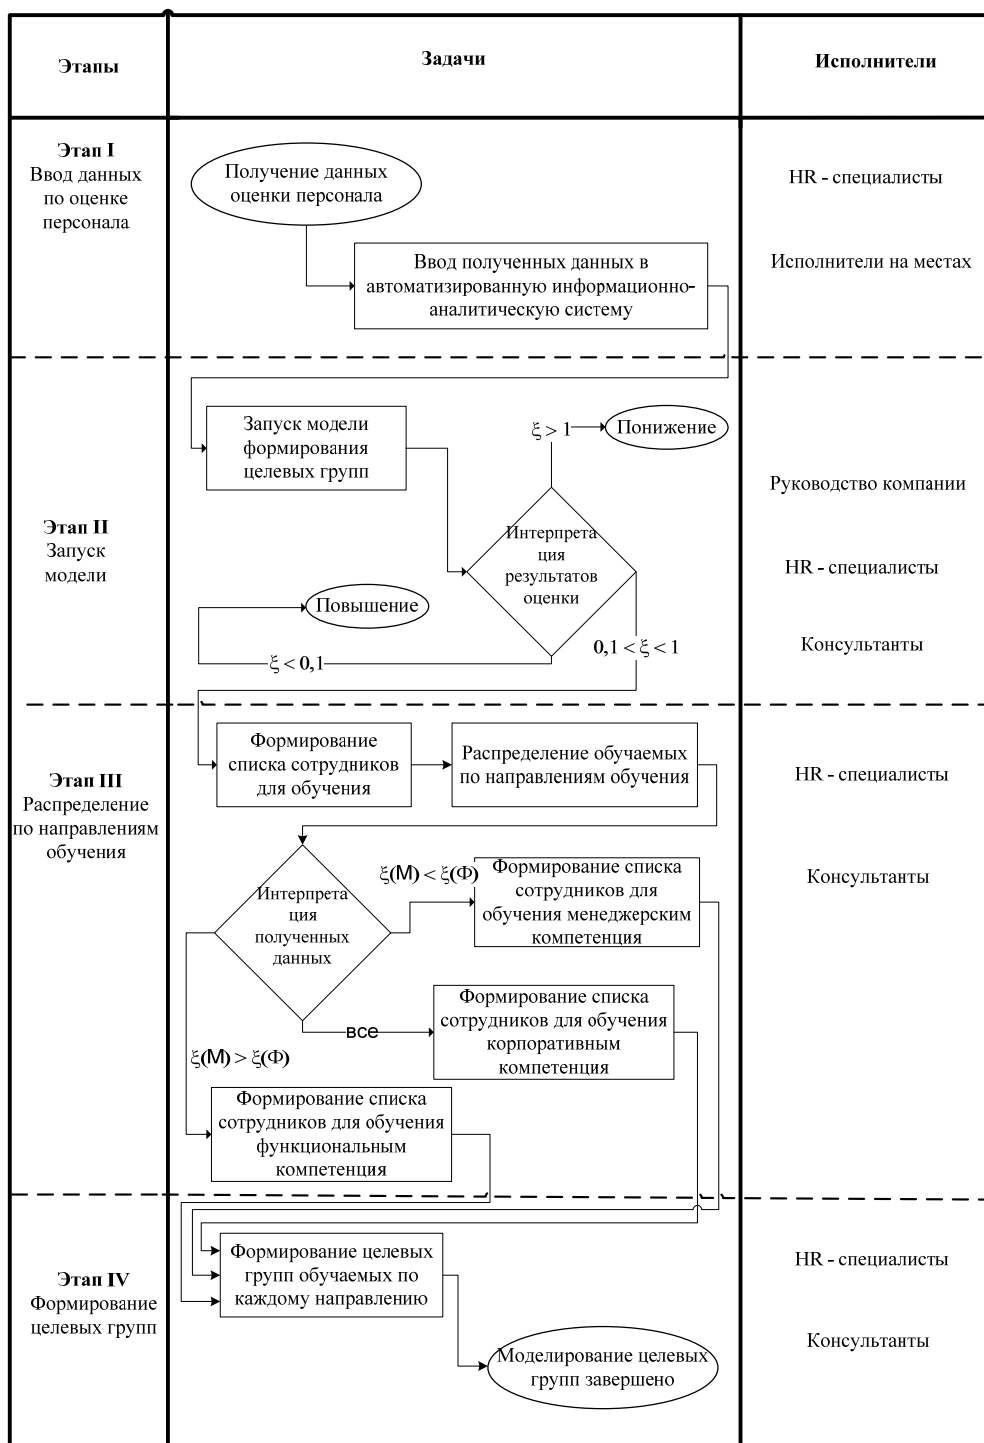 Этапы
Задачи
Исполнители
Этап I
Ввод данных
по оценке
персонала
Получение данных
оценки персонала
HR - специалисты
Ввод полученных данных в
автоматизированную информационно-
аналитическую систему
Исполнители на местах
Этап II
Запуск
модели
Запуск модели
формирования
целевых групп
ξ > 1
Понижение
Интерпрета
ция
результатов
оценки
Повышение
ξ < 0,1
0,1 < ξ < 1
Руководство компании
HR - специалисты
Консультанты
Этап III
Распределение
по направлениям
обучения
Формирование
списка сотрудников
для обучения
Распределение обучаемых
по направлениям обучения
HR - специалисты
Интерпрета
ция
полученных
данных
ξ(М) < ξ(Ф)
Формирование списка
сотрудников для
обучения менеджерским
компетенция
Консультанты
все
Формирование списка
сотрудников для обучения
корпоративным
компетенция
ξ(М) > ξ(Ф)
Формирование списка
сотрудников для обучения
функциональным
компетенция
Этап IV
Формирование
целевых групп
Формирование целевых
групп обучаемых по
каждому направлению
HR - специалисты
Моделирование целевых
групп завершено
Консультанты